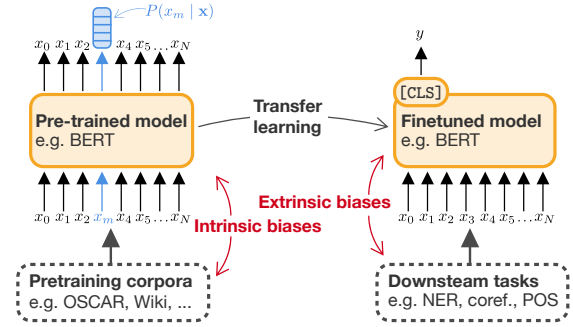 P(x_m | x)
x_0 x_1 x_2 x_4 x_5 ... x_N
y
[CLS]
Pre-trained model
e.g. BERT
Transfer
learning
Finetuned model
e.g. BERT
x_0 x_1 x_2 x_m x_4 x_5 ... x_N
Intrinsic biases
Extrinsic biases
x_0 x_1 x_2 x_3 x_4 x_5 ... x_N
Pretraining corpora
e.g. OSCAR, Wiki, ...
Downsteam tasks
e.g. NER, coref., POS